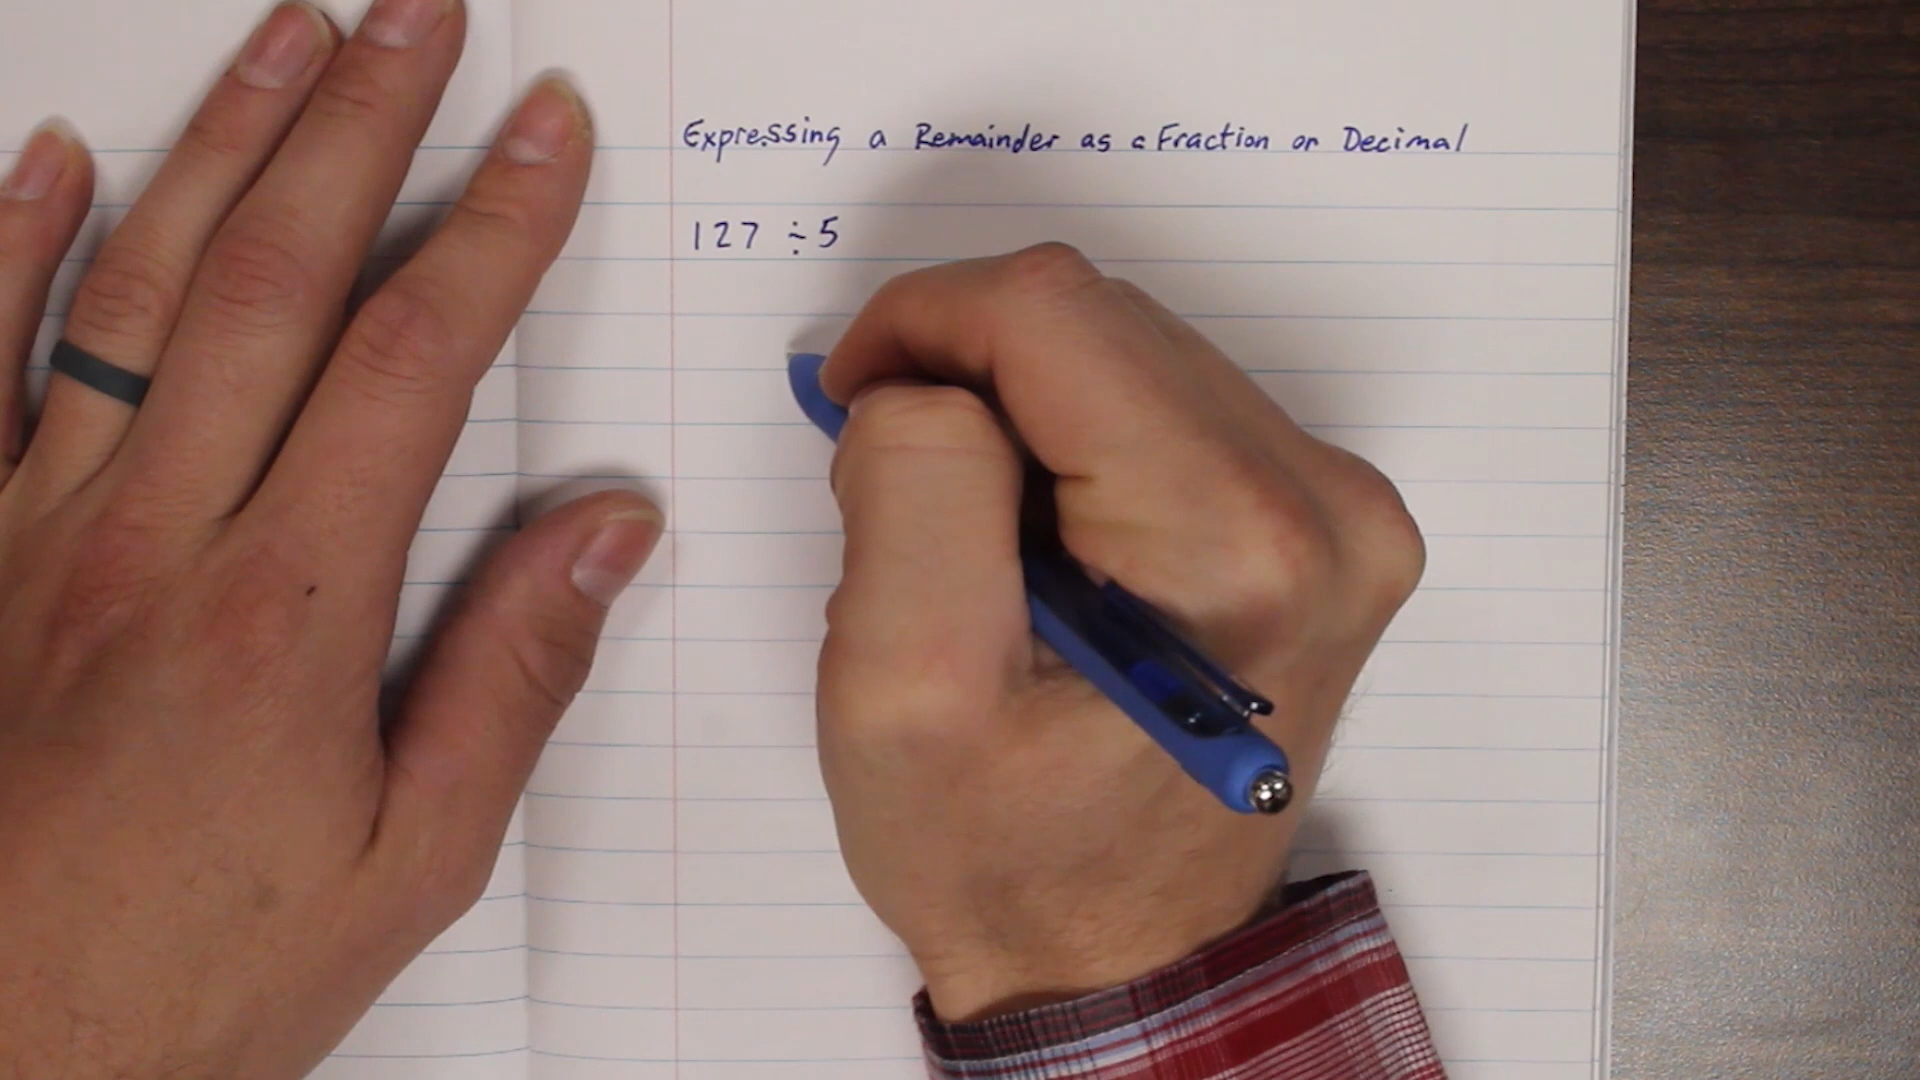 Expressing a Remainder as a Fraction or Decimal
127 ÷ 5